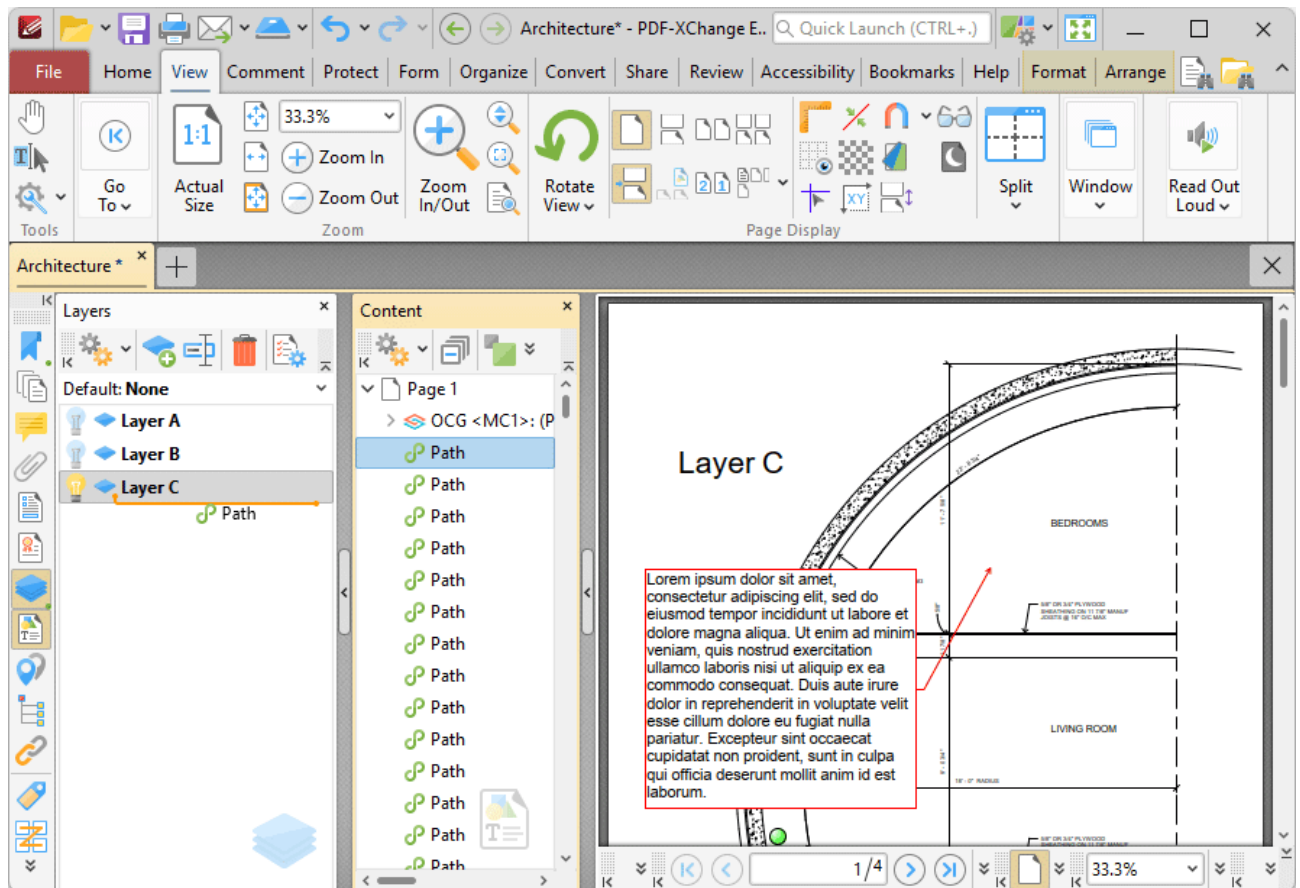 Architecture* - PDF-XChange E..
Quick Launch (CTRL+.)
File
Home
View
Comment
Protect
Form
Organize
Convert
Share
Review
Accessibility
Bookmarks
Help
Format
Arrange
Go To
1:1
Actual Size
33.3%
Zoom In
Zoom Out
Zoom In/Out
Rotate View
Split
Window
Read Out Loud
Tools
Zoom
Page Display
Architecture *
Layers
Content
Default: None
Layer A
Layer B
Layer C
Path
Page 1
OCG <MC1>: (P
Path
Path
Path
Path
Path
Path
Path
Path
Path
Path
Path
Path
Path
Path
Layer C
BEDROOMS
Lorem ipsum dolor sit amet,
consectetur adipiscing elit, sed do
eiusmod tempor incididunt ut labore et
dolore magna aliqua. Ut enim ad minim
veniam, quis nostrud exercitation
ullamco laboris nisi ut aliquip ex ea
commodo consequat. Duis aute irure
dolor in reprehenderit in voluptate velit
esse cillum dolore eu fugiat nulla
pariatur. Excepteur sint occaecat
cupidatat non proident, sunt in culpa
qui officia deserunt mollit anim id est
laborum.
LIVING ROOM
1/4
33.3%